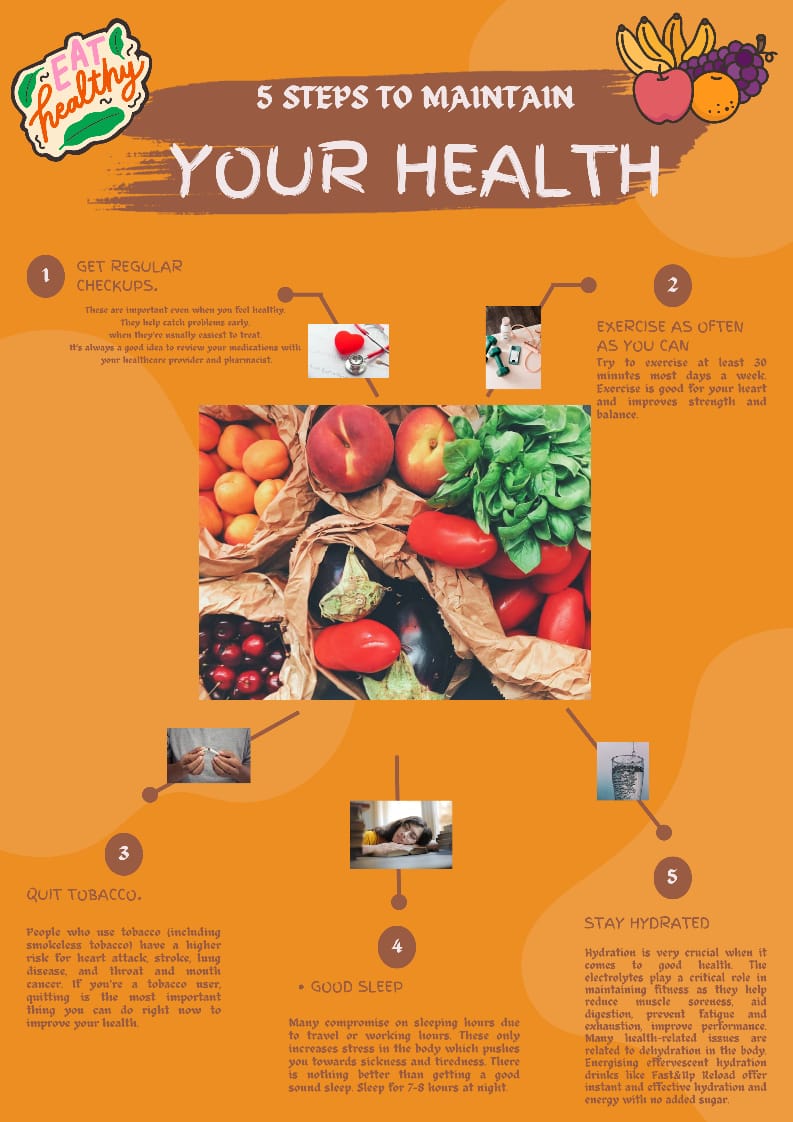 EAT
healthy
5 STEPS TO MAINTAIN
YOUR HEALTH
1
GET REGULAR
CHECKUPS.
These are important even when you feel healthy.
They help catch problems early,
when they're usually easiest to treat.
It's always a good idea to review your medications with
your healthcare provider and pharmacist.
2
EXERCISE AS OFTEN
AS YOU CAN
Try to exercise at least 30
minutes most days a week.
Exercise is good for your heart
and improves strength and
balance.
3
QUIT TOBACCO.
People who use tobacco (including
smokeless tobacco) have a higher
risk for heart attack, stroke, lung
disease, and throat and mouth
cancer. If you're a tobacco user,
quitting is the most important
thing you can do right now to
improve your health.
4
• GOOD SLEEP
Many compromise on sleeping hours due
to travel or working hours. These only
increases stress in the body which pushes
you towards sickness and tiredness. There
is nothing better than getting a good
sound sleep. Sleep for 7-8 hours at night.
5
STAY HYDRATED
Hydration is very crucial when it
comes to good health. The
electrolytes play a critical role in
maintaining fitness as they help
reduce muscle soreness, aid
digestion, prevent fatigue and
exhaustion, improve performance.
Many health-related issues are
related to dehydration in the body.
Energising effervescent hydration
drinks like Fast&Up Reload offer
instant and effective hydration and
energy with no added sugar.